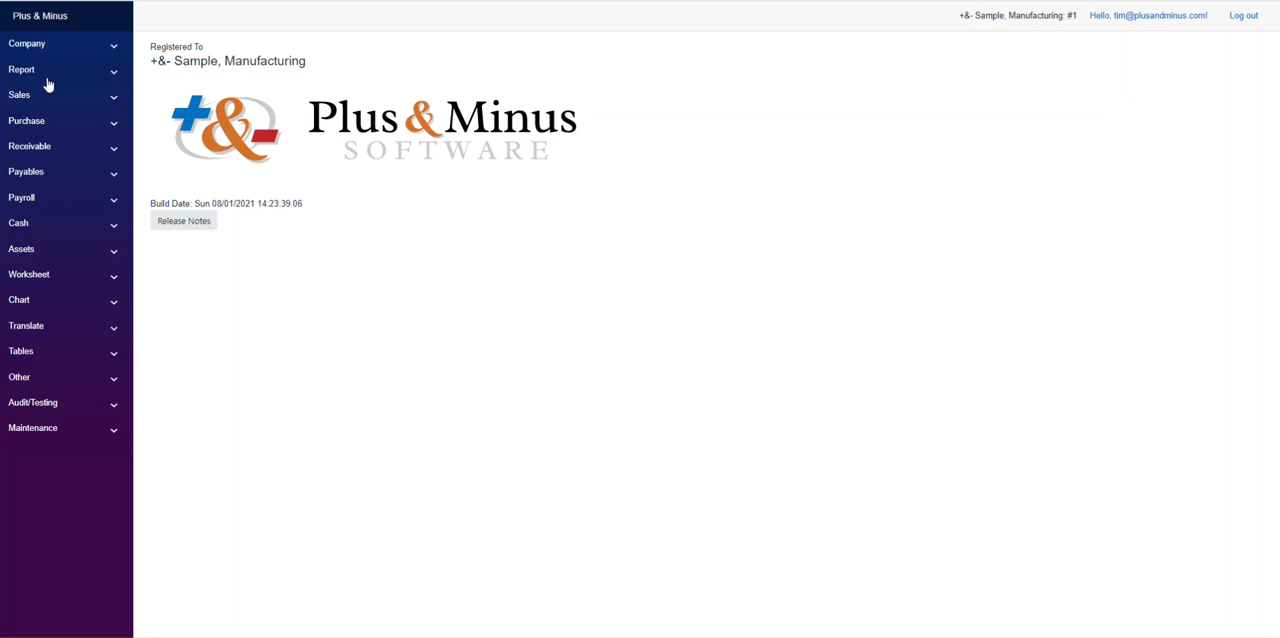 Plus & Minus
+&- Sample, Manufacturing: #1 Hello, tim@plusandminus.com! Log out
Company
Report
Sales
Purchase
Receivable
Payables
Payroll
Cash
Assets
Worksheet
Chart
Translate
Tables
Other
Audit/Testing
Maintenance
Registered To
+&- Sample, Manufacturing
+&-
Plus & Minus
SOFTWARE
Build Date: Sun 08/01/2021 14:23:39.06
Release Notes